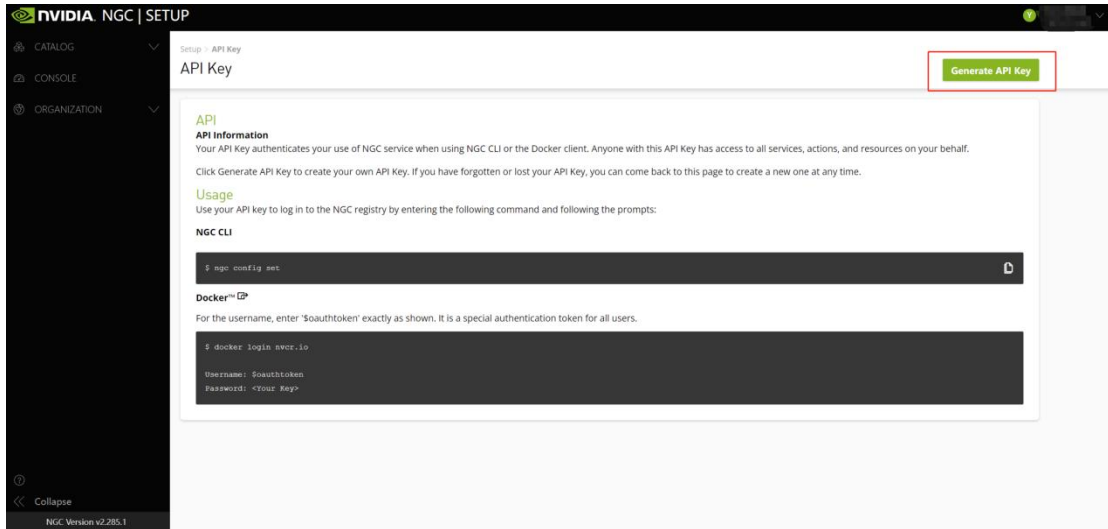 NVIDIA. NGC | SETUP
Y
CATALOG
CONSOLE
ORGANIZATION
Setup > API Key
API Key
Generate API Key
API
API Information
Your API Key authenticates your use of NGC service when using NGC CLI or the Docker client. Anyone with this API Key has access to all services, actions, and resources on your behalf.
Click Generate API Key to create your own API Key. If you have forgotten or lost your API Key, you can come back to this page to create a new one at any time.
Usage
Use your API key to log in to the NGC registry by entering the following command and following the prompts:
NGC CLI
$ ngc config set
Docker™
For the username, enter '$oauthtoken' exactly as shown. It is a special authentication token for all users.
$ docker login nvcr.io
Username: $oauthtoken
Password: <Your Key>
?
Collapse
NGC Version v2.285.1